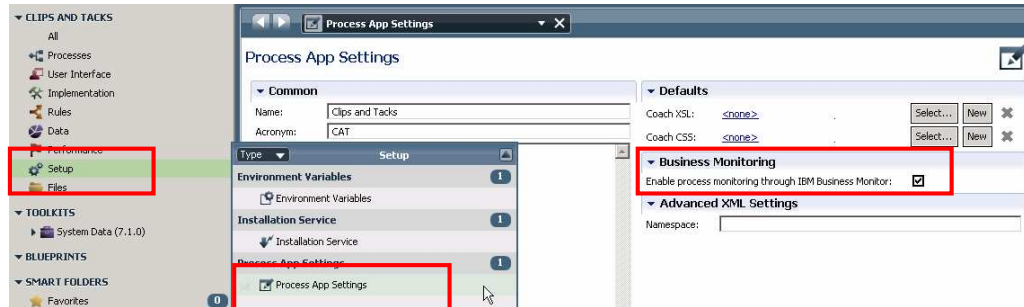 CLIPS AND TACKS
All
Processes
User Interface
Implementation
Rules
Data
Performance
Setup
Files
TOOLKITS
System Data (7.1.0)
BLUEPRINTS
SMART FOLDERS
Favorites 0
Process App Settings
Process App Settings
Common
Name: Clips and Tacks
Acronym: CAT
Type Setup
Environment Variables 1
Environment Variables
Installation Service 1
Installation Service
Process App Settings 1
Process App Settings
Defaults
Coach XSL: <none> Select... New
Coach CSS: <none> Select... New
Business Monitoring
Enable process monitoring through IBM Business Monitor:
Advanced XML Settings
Namespace: